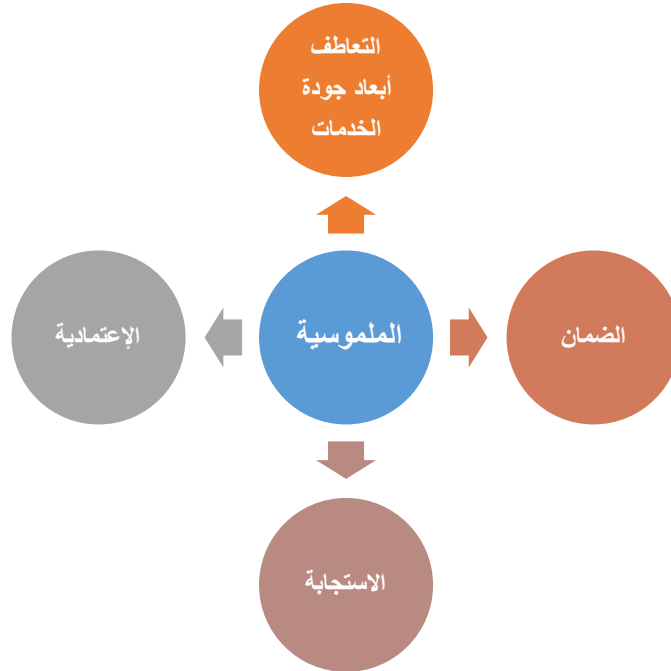 التعاطف
أبعاد جودة
الخدمات
الضمان
الملموسية
الإعتمادية
الاستجابة